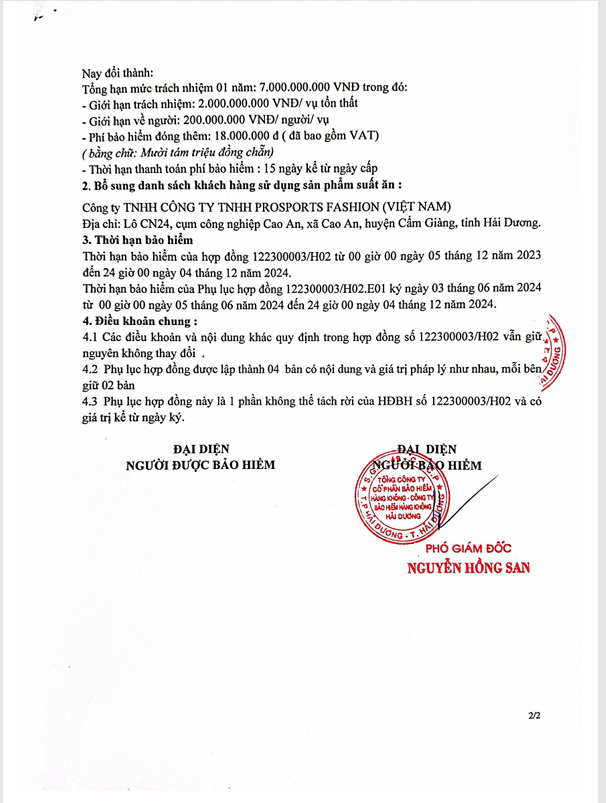 Nay đổi thành:
Tổng hạn mức trách nhiệm 01 năm: 7.000.000.000 VNĐ trong đó:
- Giới hạn trách nhiệm: 2.000.000.000 VNĐ/ vụ tổn thất
- Giới hạn về người: 200.000.000 VNĐ/ người/ vụ
- Phí bảo hiểm đóng thêm: 18.000.000 đ ( đã bao gồm VAT)
( bằng chữ: Mười tám triệu đồng chẵn)
- Thời hạn thanh toán phí bảo hiểm : 15 ngày kể từ ngày cấp
2. Bổ sung danh sách khách hàng sử dụng sản phẩm suất ăn :
Công ty TNHH CÔNG TY TNHH PROSPORTS FASHION (VIỆT NAM)
Địa chỉ: Lô CN24, cụm công nghiệp Cao An, xã Cao An, huyện Cẩm Giàng, tỉnh Hải Dương.
3. Thời hạn bảo hiểm
Thời hạn bảo hiểm của hợp đồng 122300003/H02 từ 00 giờ 00 ngày 05 tháng 12 năm 2023
đến 24 giờ 00 ngày 04 tháng 12 năm 2024.
Thời hạn bảo hiểm của Phụ lục hợp đồng 122300003/H02.E01 ký ngày 03 tháng 06 năm 2024
từ 00 giờ 00 ngày 05 tháng 06 năm 2024 đến 24 giờ 00 ngày 04 tháng 12 năm 2024.
4. Điều khoản chung :
4.1 Các điều khoản và nội dung khác quy định trong hợp đồng số 122300003/H02 vẫn giữ
nguyên không thay đổi .
4.2 Phụ lục hợp đồng được lập thành 04 bản có nội dung và giá trị pháp lý như nhau, mỗi bên
giữ 02 bản
4.3 Phụ lục hợp đồng này là 1 phần không thể tách rời của HĐBH số 122300003/H02 và có
giá trị kể từ ngày ký.
ĐẠI DIỆN
NGƯỜI ĐƯỢC BẢO HIỂM
ĐẠI DIỆN
NGƯỜI BẢO HIỂM
TỔNG CÔNG TY
CỔ PHẦN BẢO HIỂM
HÀNG KHÔNG - CÔNG TY
BẢO HIỂM HÀNG KHÔNG
HẢI DƯƠNG
T.P HẢI DƯƠNG - T. HẢI DƯƠNG
PHÓ GIÁM ĐỐC
NGUYỄN HỒNG SAN
2/2